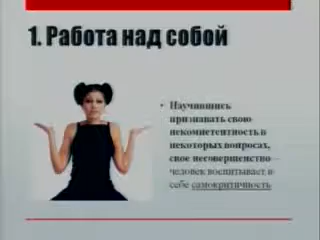 1. Работа над собой
• Научившись
признавать свою
некомпетентность в
некоторых вопросах,
свое несовершенство
человек воспитывает в
себе самокритичность